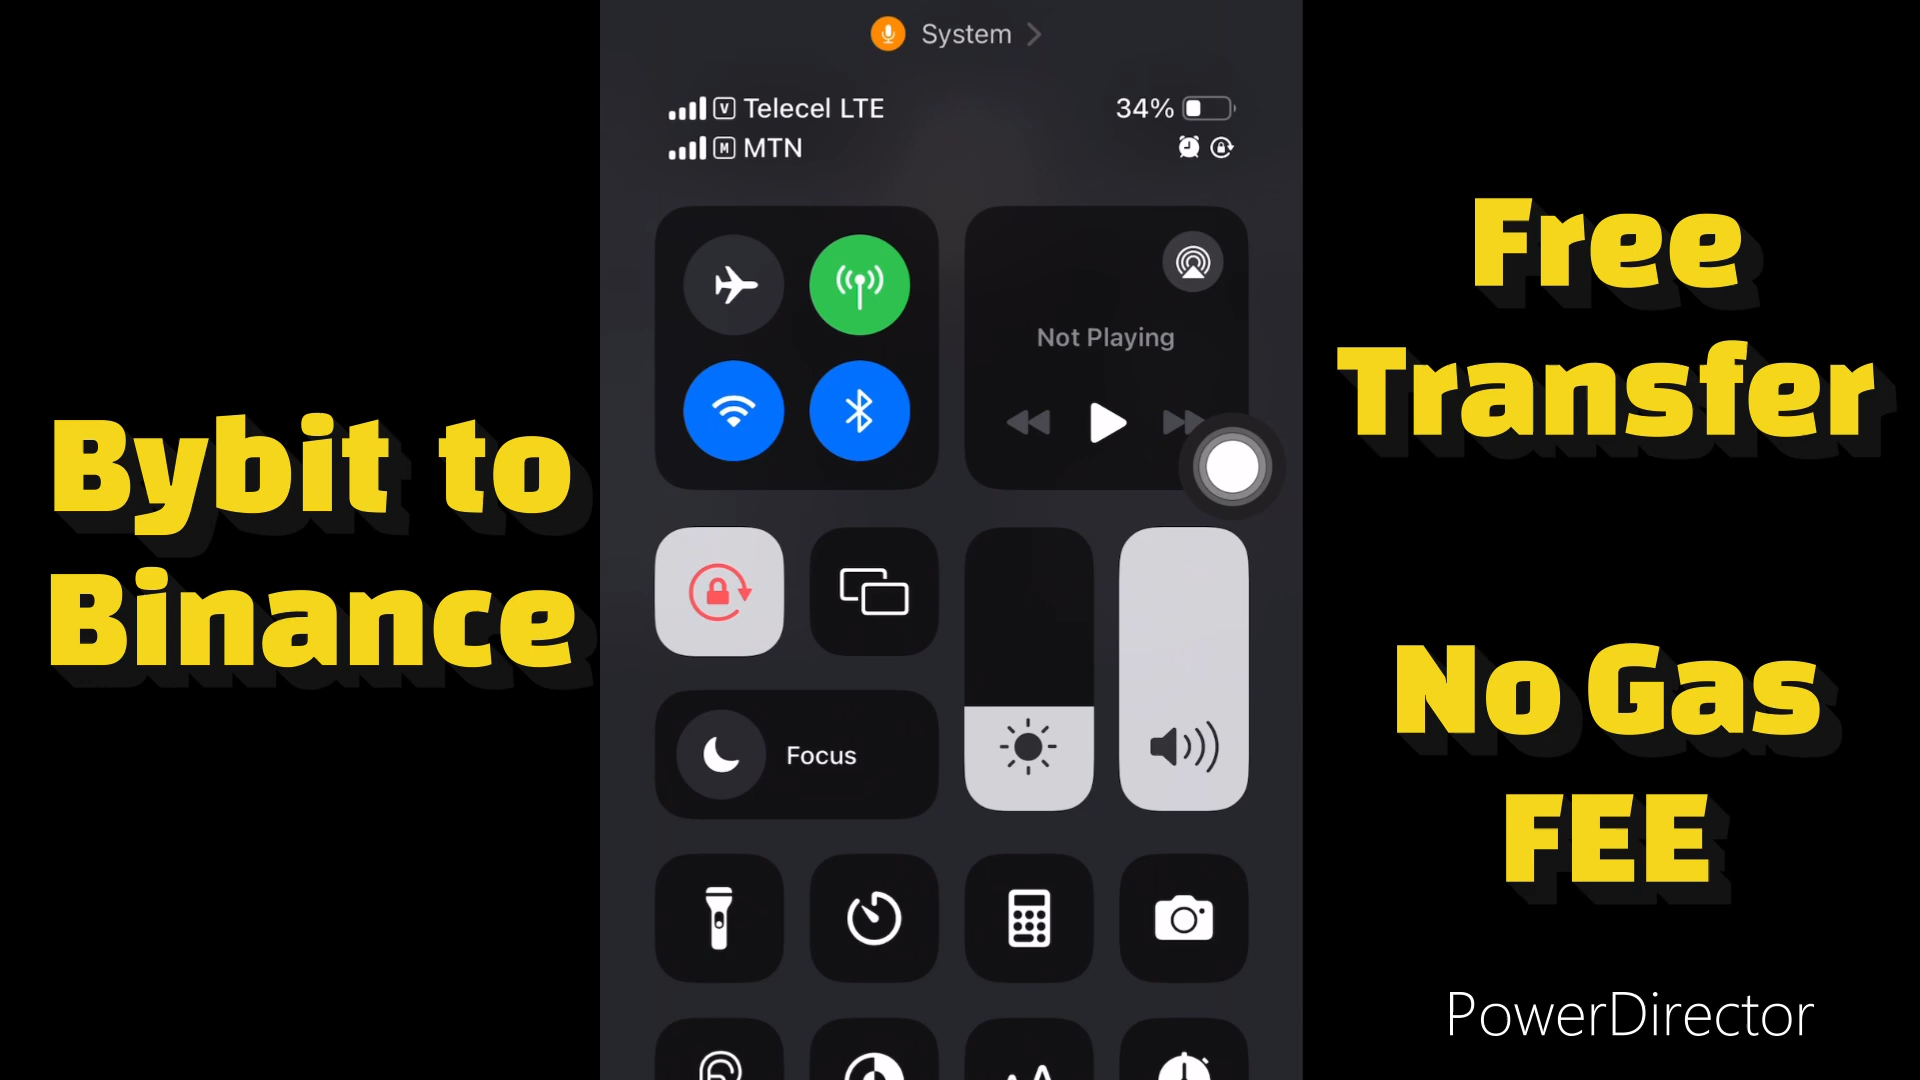 System
V Telecel LTE
34%
M MTN
Not Playing
Focus
Bybit to
Binance
Free
Transfer
No Gas
FEE
PowerDirector